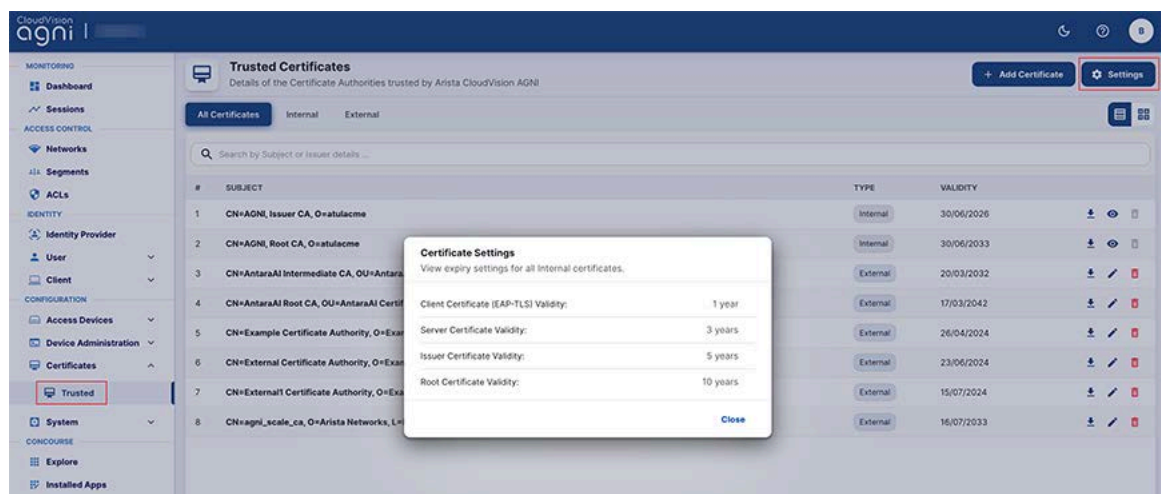 CloudVision
agni
B
MONITORING
Dashboard
Sessions
ACCESS CONTROL
Networks
Segments
ACLs
IDENTITY
Identity Provider
User
Client
CONFIGURATION
Access Devices
Device Administration
Certificates
Trusted
System
CONCOURSE
Explore
Installed Apps
Trusted Certificates
Details of the Certificate Authorities trusted by Arista CloudVision AGNI
+ Add Certificate
Settings
All Certificates Internal External
Search by Subject or Issuer details ...
# SUBJECT TYPE VALIDITY
1 CN=AGNI, Issuer CA, O=atulacme Internal 30/06/2026
2 CN=AGNI, Root CA, O=atulacme Internal 30/06/2033
3 CN=AntaraAI Intermediate CA, OU=Antara External 20/03/2032
4 CN=AntaraAI Root CA, OU=AntaraAI Certif External 17/03/2042
5 CN=Example Certificate Authority, O=Exa External 26/04/2024
6 CN=External Certificate Authority, O=Exa External 23/06/2024
7 CN=External1 Certificate Authority, O=Exa External 15/07/2024
8 CN=agni_scale_ca, O=Arista Networks, L= External 16/07/2033
Certificate Settings
View expiry settings for all Internal certificates.
Client Certificate (EAP-TLS) Validity: 1 year
Server Certificate Validity: 3 years
Issuer Certificate Validity: 5 years
Root Certificate Validity: 10 years
Close